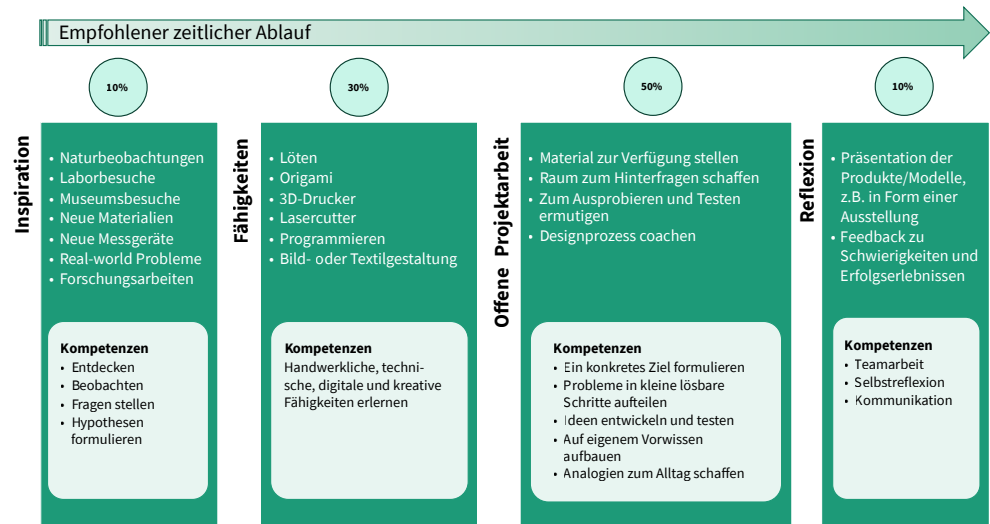 Empfohlener zeitlicher Ablauf
10%
30%
50%
10%
Inspiration
• Naturbeobachtungen
• Laborbesuche
• Museumsbesuche
• Neue Materialien
• Neue Messgeräte
• Real-world Probleme
• Forschungsarbeiten
Kompetenzen
• Entdecken
• Beobachten
• Fragen stellen
• Hypothesen
formulieren
Fähigkeiten
• Löten
• Origami
• 3D-Drucker
• Lasercutter
• Programmieren
• Bild- oder Textilgestaltung
Kompetenzen
Handwerkliche, techni-
sche, digitale und kreative
Fähigkeiten erlernen
Offene Projektarbeit
• Material zur Verfügung stellen
• Raum zum Hinterfragen schaffen
• Zum Ausprobieren und Testen
ermutigen
• Designprozess coachen
Kompetenzen
• Ein konkretes Ziel formulieren
• Probleme in kleine lösbare
Schritte aufteilen
• Ideen entwickeln und testen
• Auf eigenem Vorwissen
aufbauen
• Analogien zum Alltag schaffen
Reflexion
• Präsentation der
Produkte/Modelle,
z.B. in Form einer
Ausstellung
• Feedback zu
Schwierigkeiten und
Erfolgserlebnissen
Kompetenzen
• Teamarbeit
• Selbstreflexion
• Kommunikation